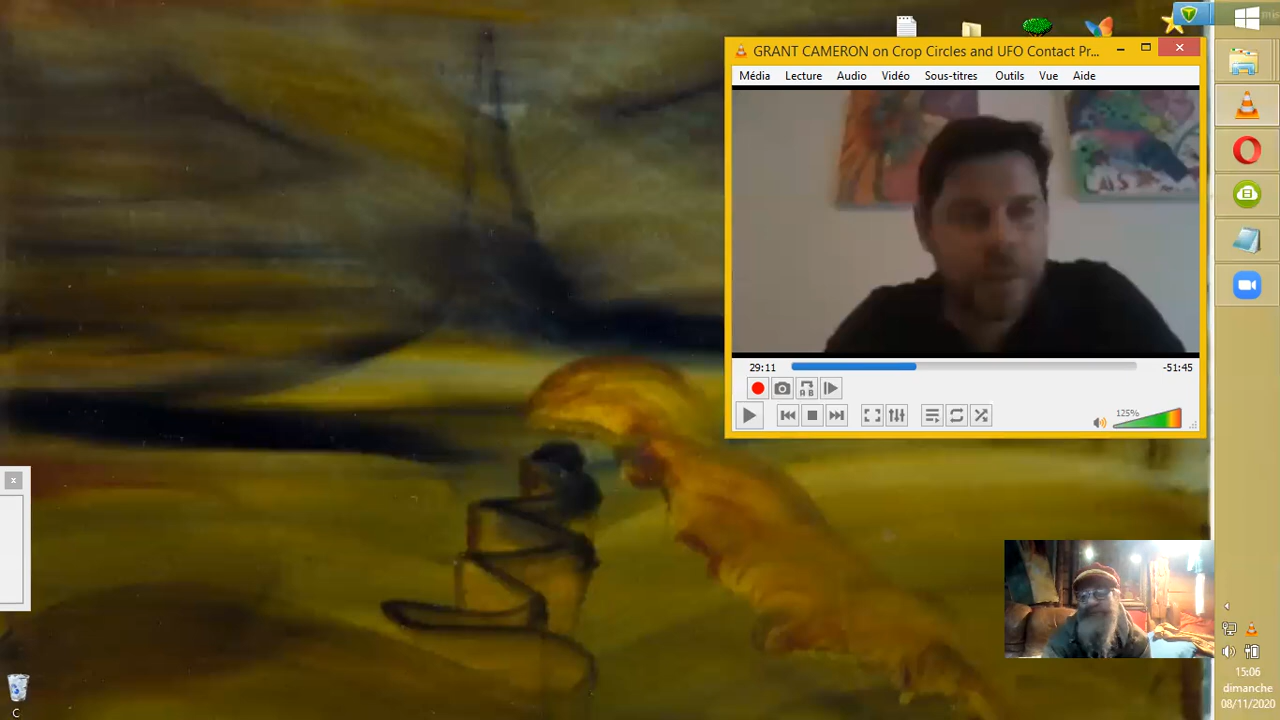 GRANT CAMERON on Crop Circles and UFO Contact Pr...
Média Lecture Audio Vidéo Sous-titres Outils Vue Aide
29:11
-51:45
A B
125%
x
C
15:06
dimanche
08/11/2020